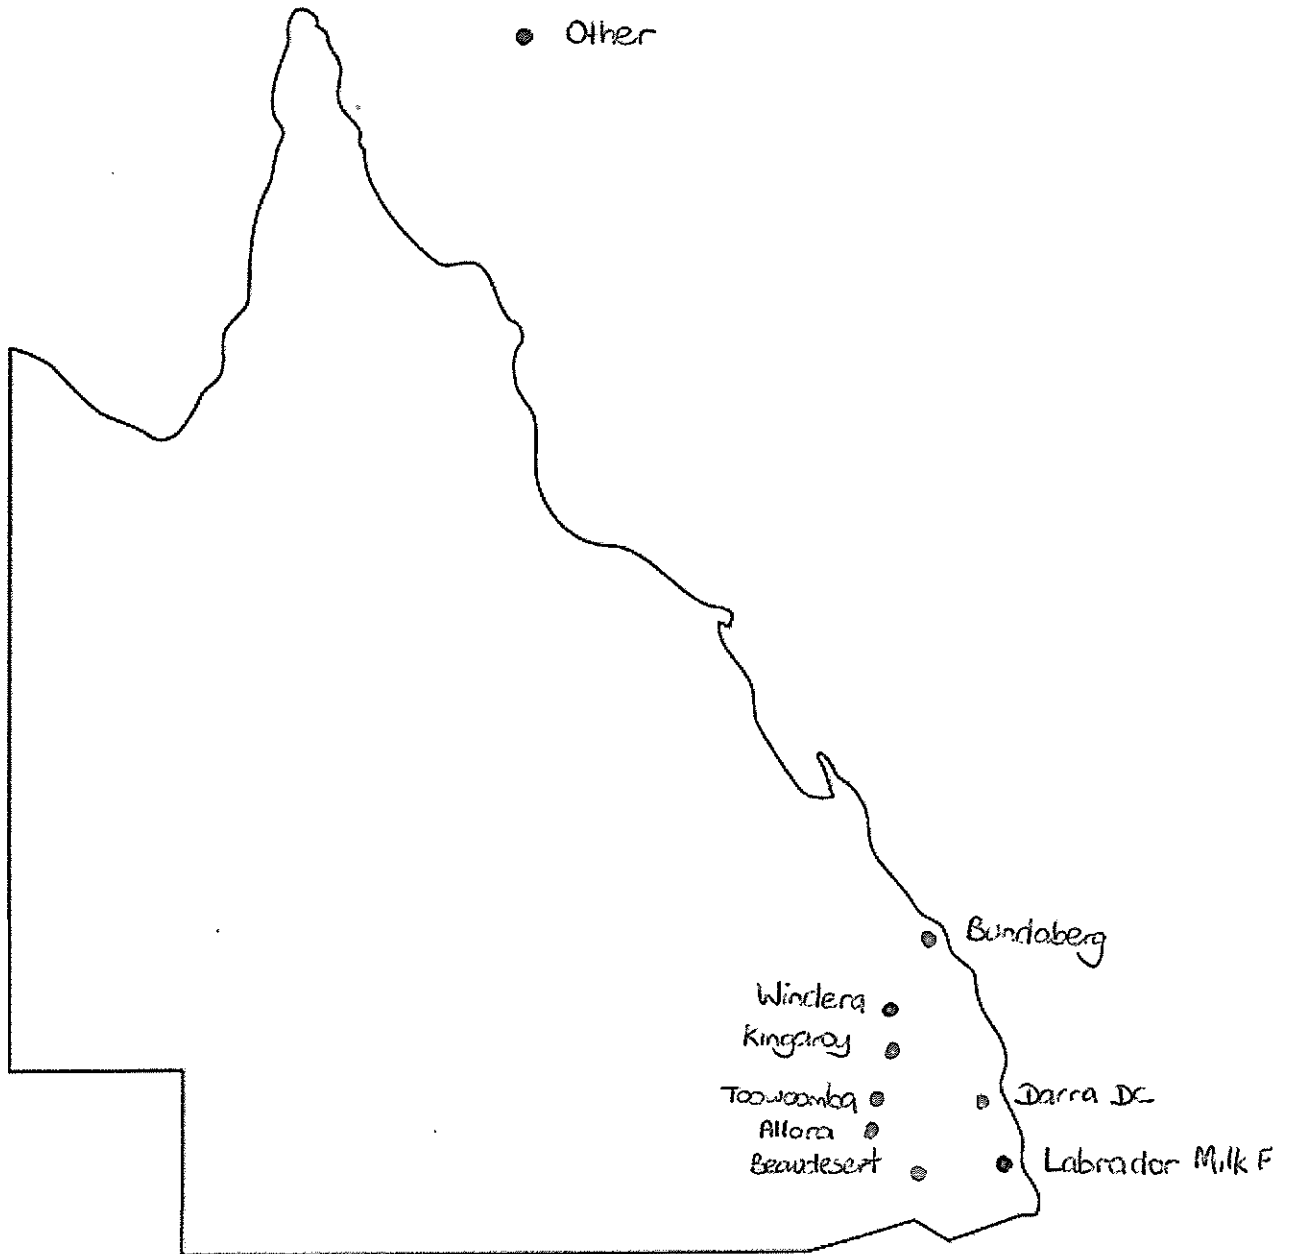 Other
Bundaberg
Windera
Kingaroy
Toowoomba
Darra DC
Allora
Beaudesert
Labrador Milk F